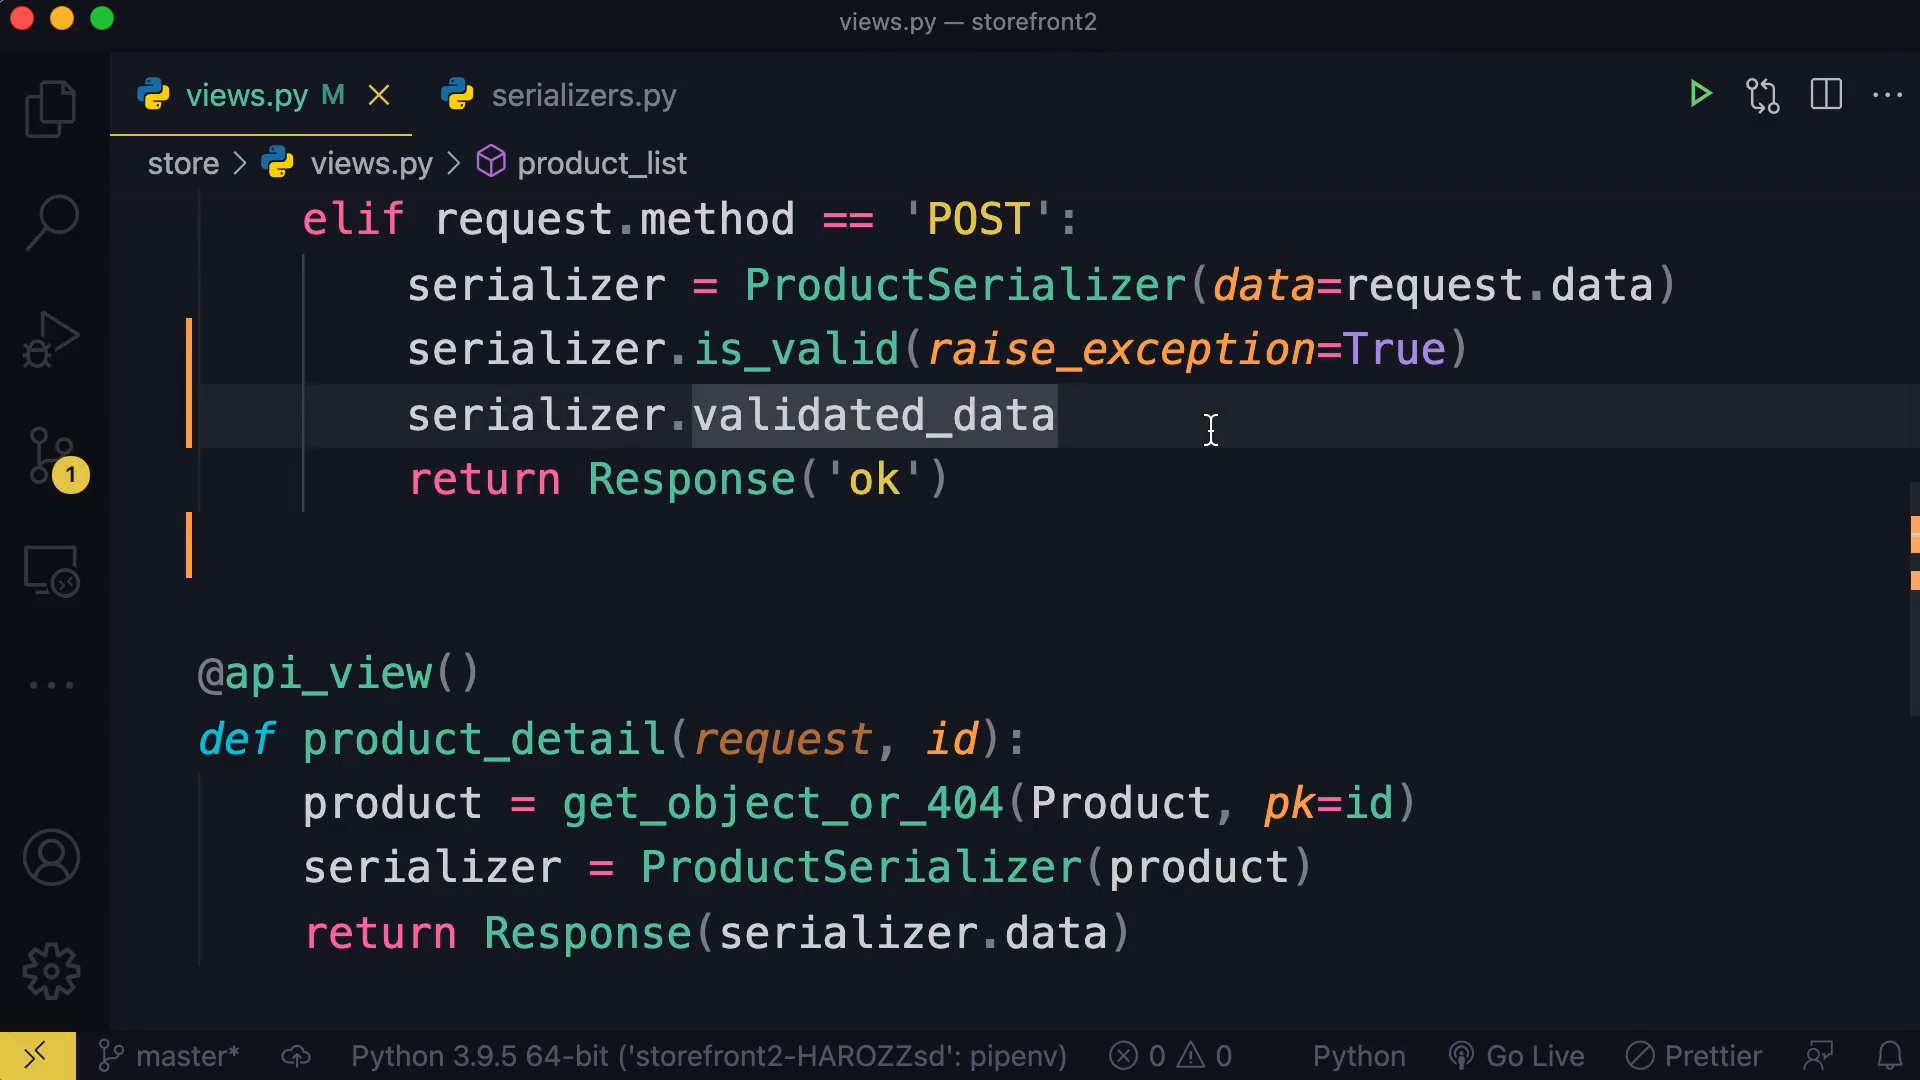 views.py — storefront2
views.py M
serializers.py
store > views.py > product_list
elif request.method == 'POST':
serializer = ProductSerializer(data=request.data)
serializer.is_valid(raise_exception=True)
serializer.validated_data
return Response('ok')
@api_view()
def product_detail(request, id):
product = get_object_or_404(Product, pk=id)
serializer = ProductSerializer(product)
return Response(serializer.data)
1
master* Python 3.9.5 64-bit ('storefront2-HAROZZsd': pipenv) 0 0 Python Go Live Prettier